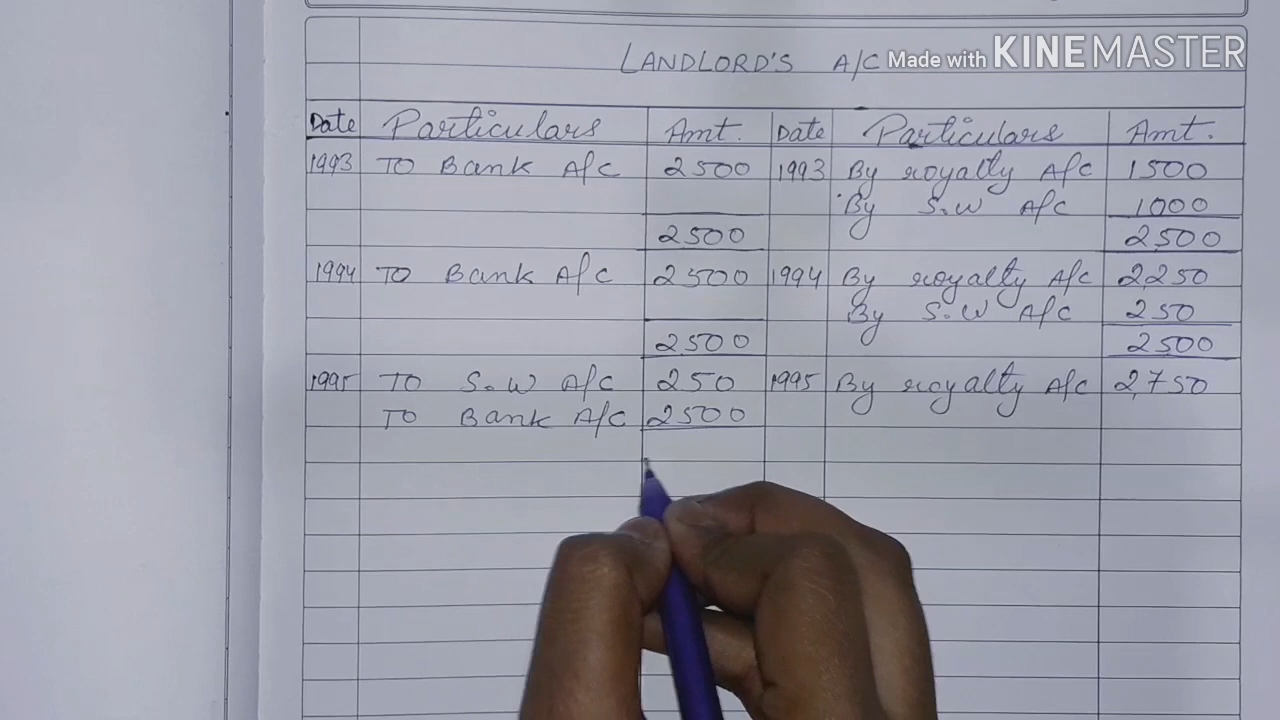 LANDLORD'S A/C
Made with KINEMASTER
Date Particulars Amt. Date Particulars Amt.
1993 TO Bank A/C 2500 1993 By royalty A/C 1500
By S.W A/C 1000
2500 2500
1994 TO Bank A/C 2500 1994 By royalty A/C 2250
By S.W A/C 250
2500 2500
1995 TO S.W A/C 250 1995 By royalty A/C 2,750
TO Bank A/C 2500